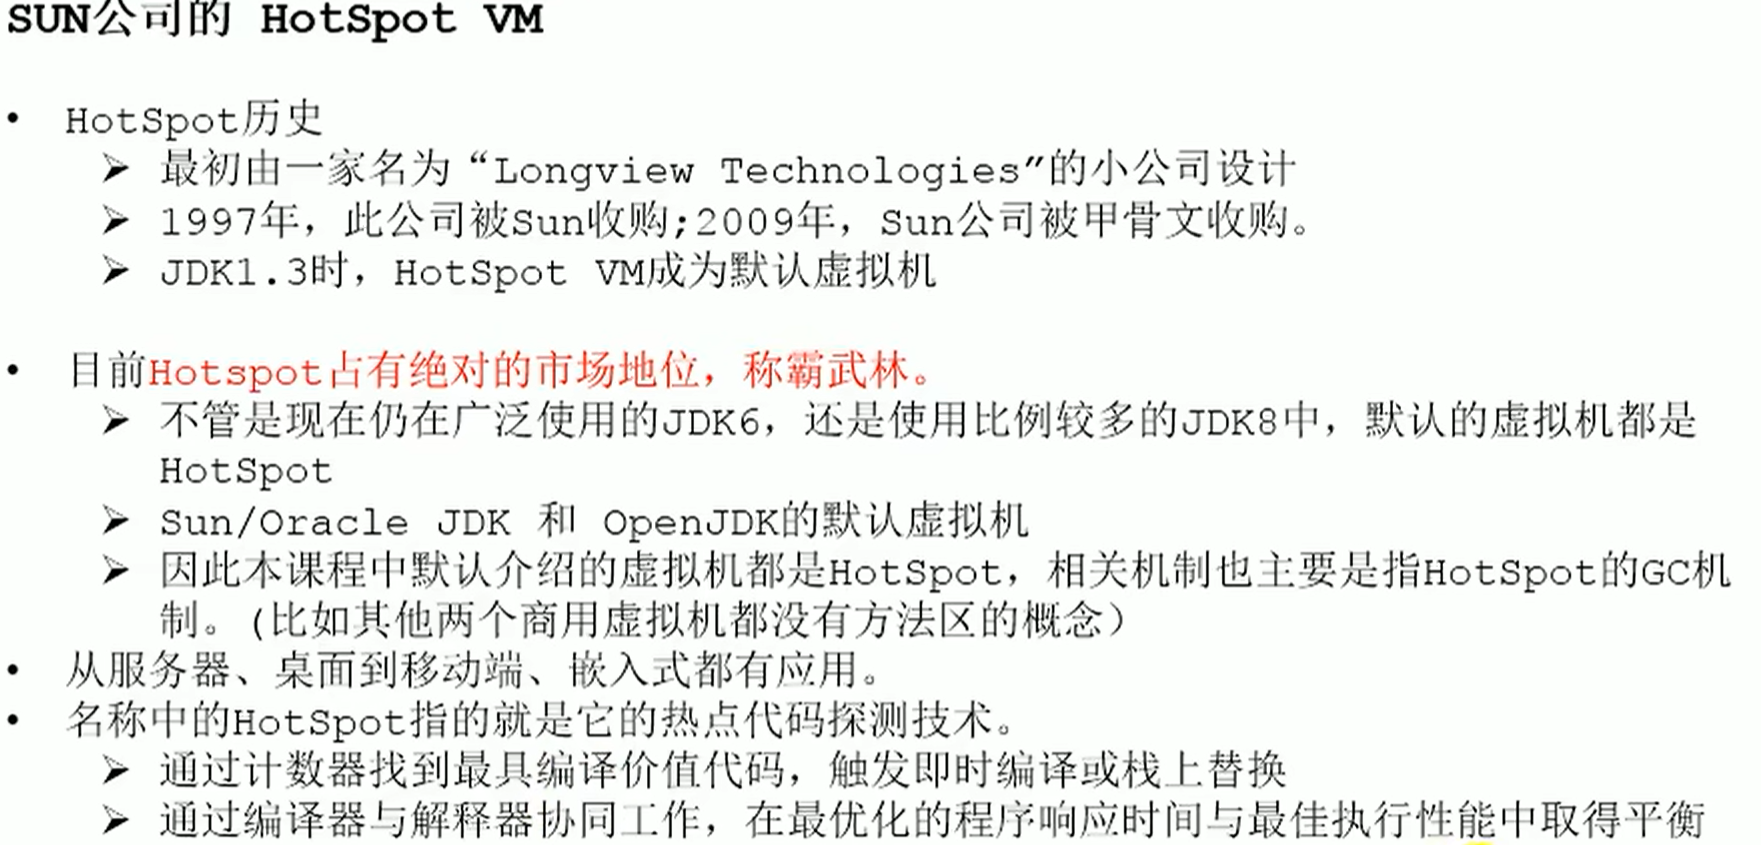 SUN公司的 HotSpot VM
• HotSpot历史
➢ 最初由一家名为“Longview Technologies”的小公司设计
➢ 1997年，此公司被Sun收购;2009年，Sun公司被甲骨文收购。
➢ JDK1.3时，HotSpot VM成为默认虚拟机
• 目前Hotspot占有绝对的市场地位，称霸武林。
➢ 不管是现在仍在广泛使用的JDK6，还是使用比例较多的JDK8中，默认的虚拟机都是
HotSpot
➢ Sun/Oracle JDK 和 OpenJDK的默认虚拟机
➢ 因此本课程中默认介绍的虚拟机都是HotSpot，相关机制也主要是指HotSpot的GC机
制。(比如其他两个商用虚拟机都没有方法区的概念）
• 从服务器、桌面到移动端、嵌入式都有应用。
• 名称中的HotSpot指的就是它的热点代码探测技术。
➢ 通过计数器找到最具编译价值代码，触发即时编译或栈上替换
➢ 通过编译器与解释器协同工作，在最优化的程序响应时间与最佳执行性能中取得平衡